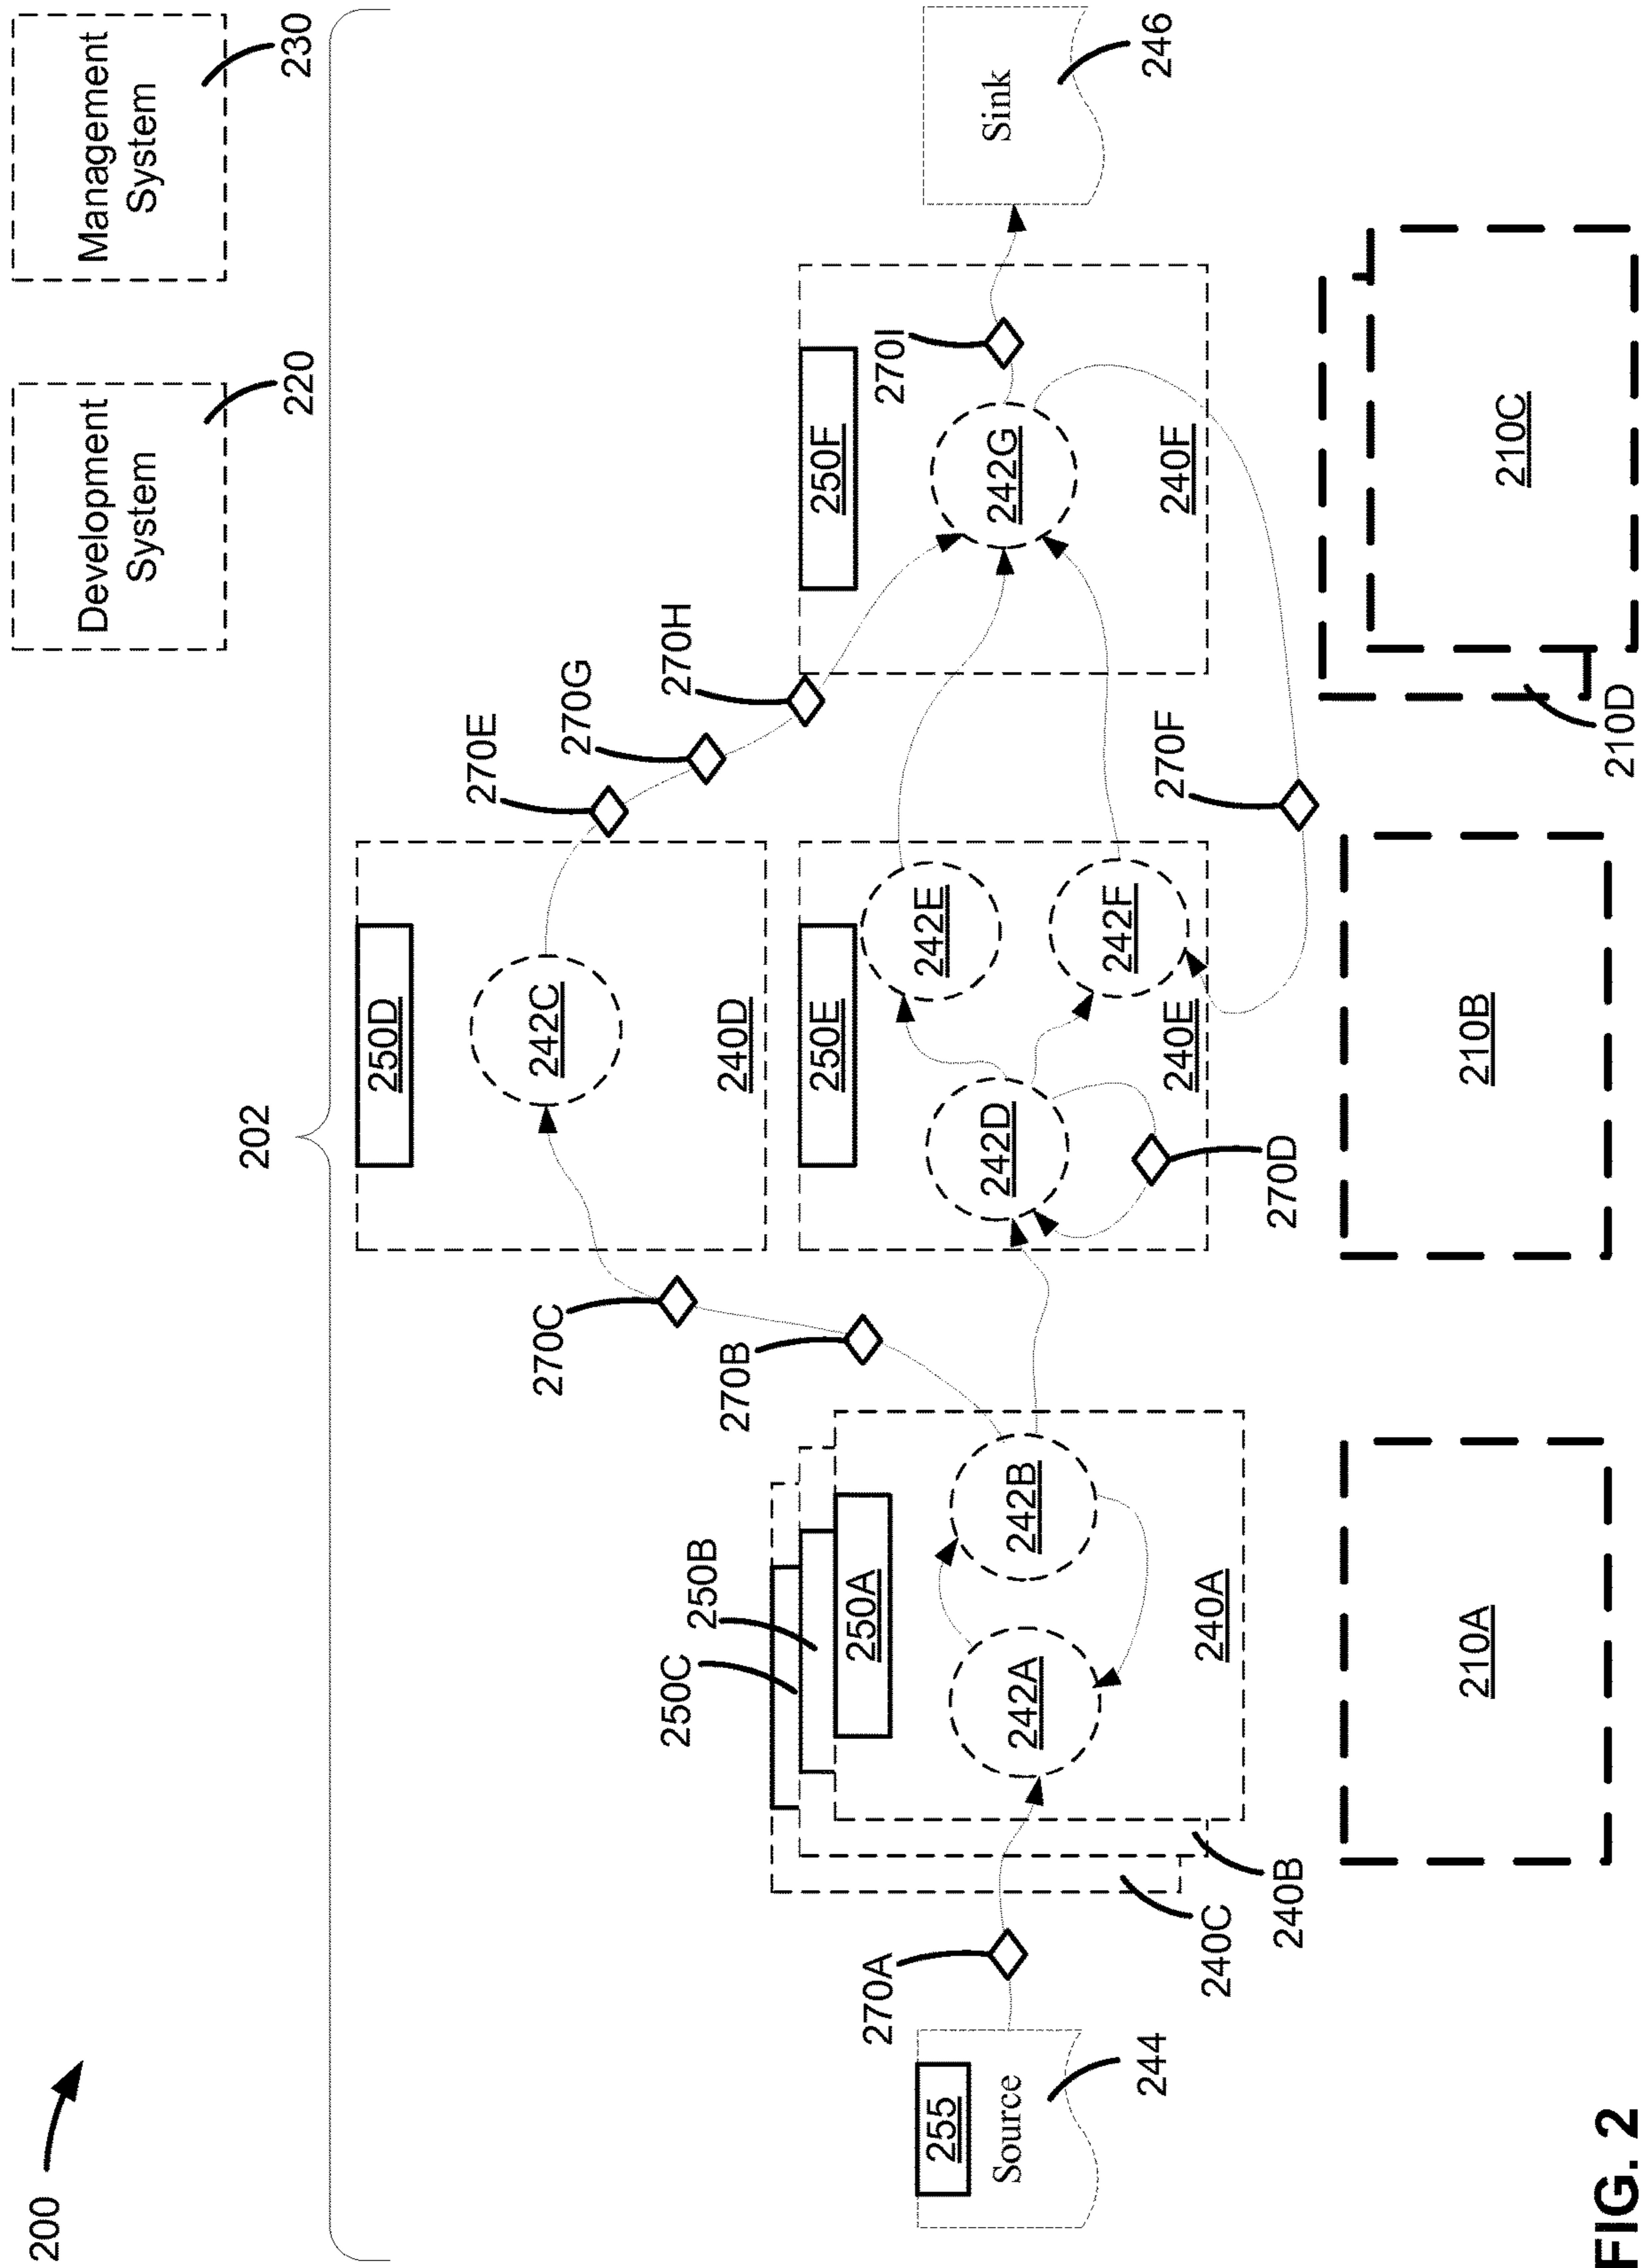 200
Development
System
220
Management
System
230
202
250D
242C
240D
270C
270B
270E
270G
270H
250C
250B
250A
242A
242B
240A
240B
240C
250E
242D
242E
242F
240E
270D
270F
250F
242G
240F
270I
255
Source
244
270A
Sink
246
210A
210B
210C
210D
FIG. 2